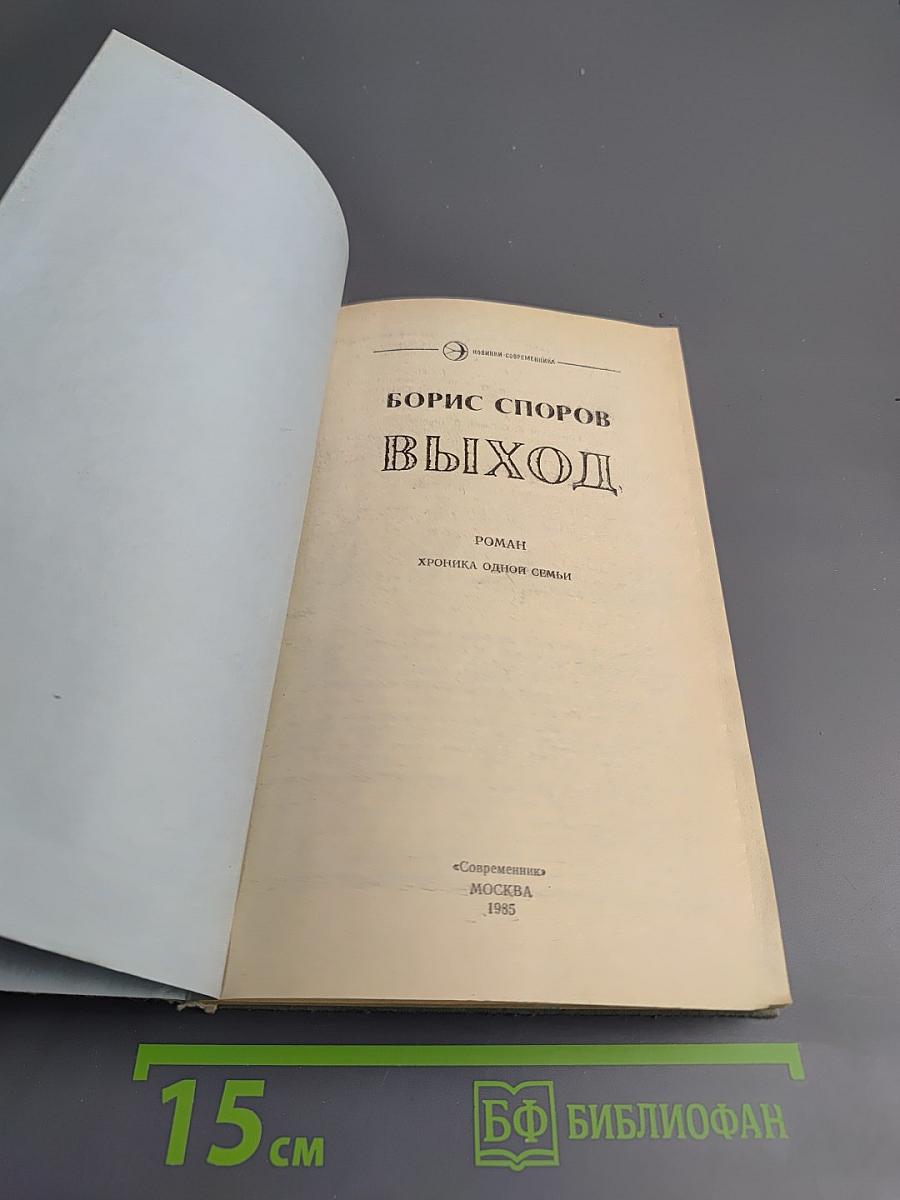 НОВИНКИ·СОВРЕМЕННИКА
БОРИС СПОРОВ
ВЫХОД
РОМАН
ХРОНИКА ОДНОЙ СЕМЬИ
«Современник»
МОСКВА
1985
15 см
БФ БИБЛИОФАН